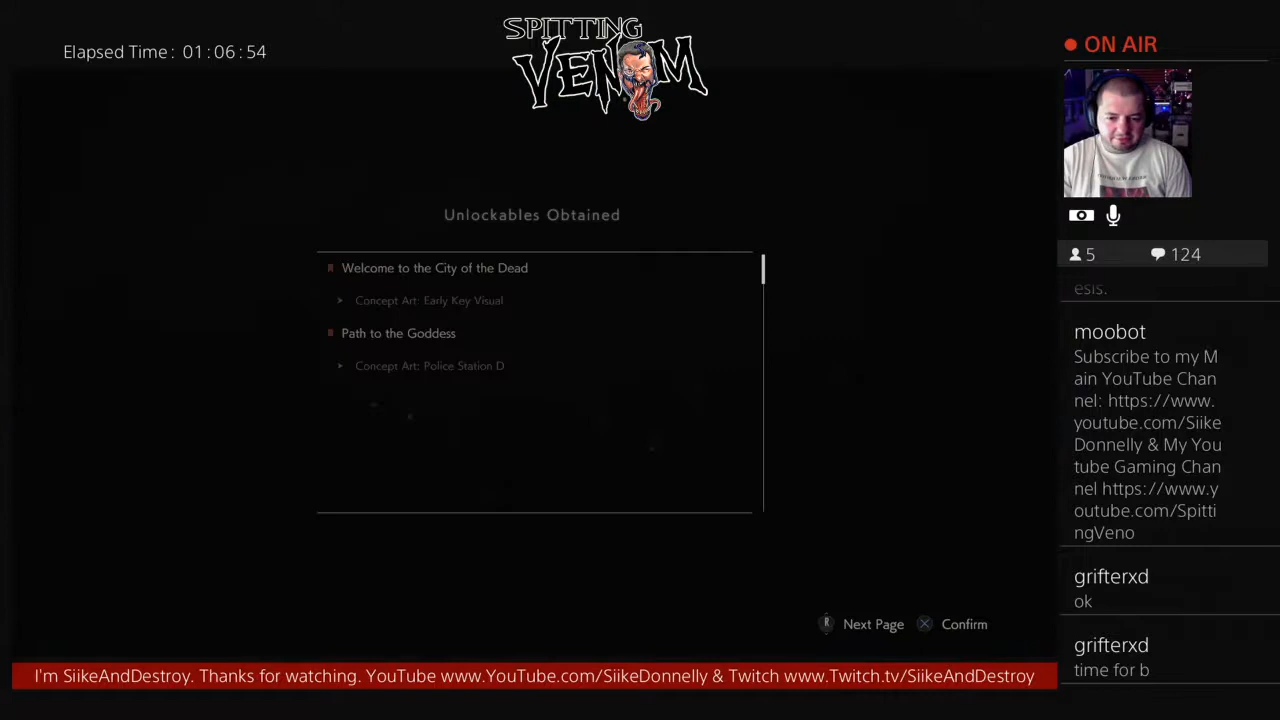 Elapsed Time: 01:06:54
SPITTING
VENOM
ON AIR
5
124
Unlockables Obtained
Welcome to the City of the Dead
Concept Art: Early Key Visual
Path to the Goddess
Concept Art: Police Station D
R Next Page
Confirm
esis.
moobot
Subscribe to my M
ain YouTube Chan
nel: https://www.
youtube.com/Siike
Donnelly & My You
tube Gaming Chan
nel https://www.y
outube.com/Spitti
ngVeno
grifterxd
ok
grifterxd
time for b
I'm SiikeAndDestroy. Thanks for watching. YouTube www.YouTube.com/SiikeDonnelly & Twitch www.Twitch.tv/SiikeAndDestroy